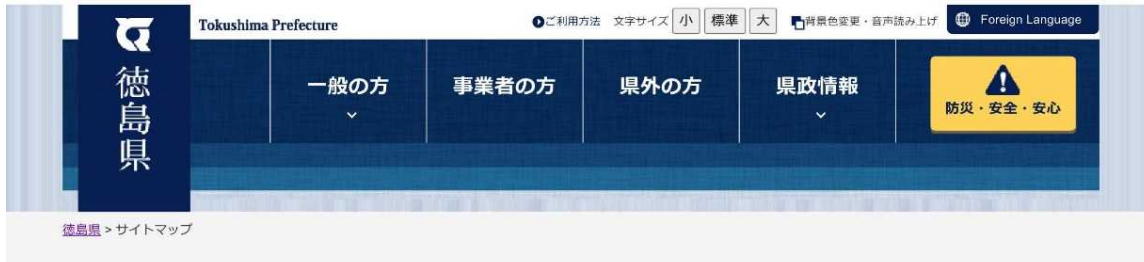 Tokushima Prefecture
ご利用方法 文字サイズ 小 標準 大 背景色変更・音声読み上げ Foreign Language
徳島県
一般の方 事業者の方 県外の方 県政情報
防災・安全・安心
徳島県 > サイトマップ